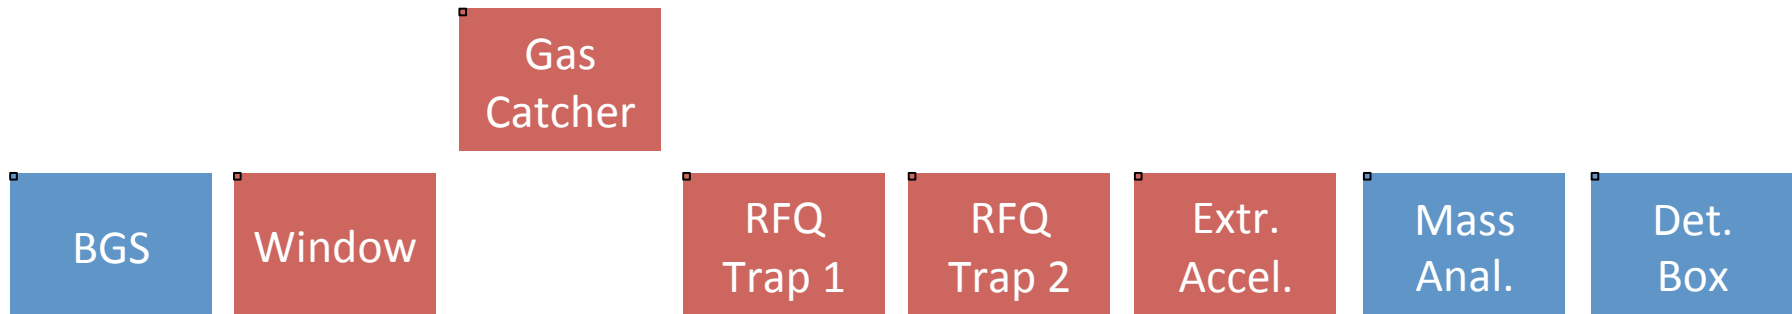 Gas
Catcher
BGS
Window
RFQ
Trap 1
RFQ
Trap 2
Extr.
Accel.
Mass
Anal.
Det.
Box